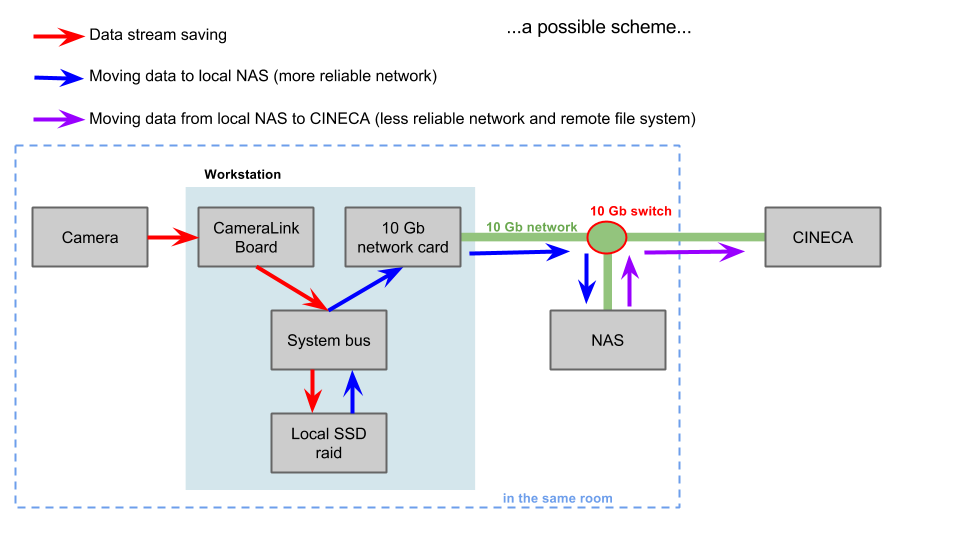 ...a possible scheme...
Data stream saving
Moving data to local NAS (more reliable network)
Moving data from local NAS to CINECA (less reliable network and remote file system)
Workstation
Camera
CameraLink
Board
10 Gb
network card
10 Gb network
10 Gb switch
CINECA
System bus
NAS
Local SSD
raid
in the same room